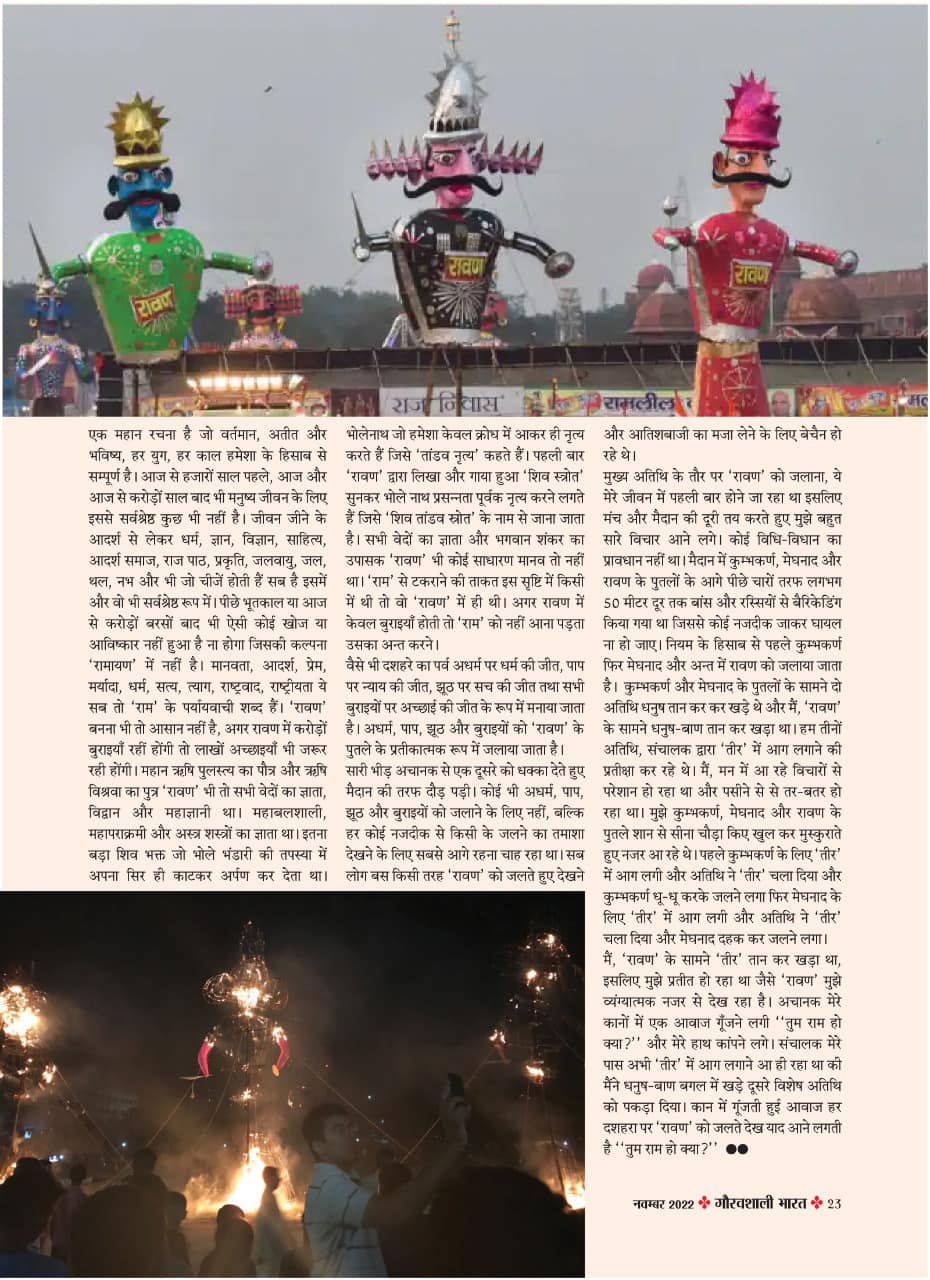 रावण
रावण
रावण
राज निवास
रामलील
एक महान रचना है जो वर्तमान, अतीत और
भविष्य, हर युग, हर काल हमेशा के हिसाब से
सम्पूर्ण है। आज से हजारों साल पहले, आज और
आज से करोड़ों साल बाद भी मनुष्य जीवन के लिए
इससे सर्वश्रेष्ठ कुछ भी नहीं है। जीवन जीने के
आदर्श से लेकर धर्म, ज्ञान, विज्ञान, साहित्य,
आदर्श समाज, राज पाठ, प्रकृति, जलवायु, जल,
थल, नभ और भी जो चीजें होती हैं सब है इसमें
और वो भी सर्वश्रेष्ठ रूप में। पीछे भूतकाल या आज
से करोड़ों बरसों बाद भी ऐसी कोई खोज या
आविष्कार नहीं हुआ है ना होगा जिसकी कल्पना
'रामायण' में नहीं है। मानवता, आदर्श, प्रेम,
मर्यादा, धर्म, सत्य, त्याग, राष्ट्रवाद, राष्ट्रीयता ये
सब तो 'राम' के पर्यायवाची शब्द हैं। 'रावण'
बनना भी तो आसान नहीं है, अगर रावण में करोड़ों
बुराइयाँ रहीं होंगी तो लाखों अच्छाइयाँ भी जरूर
रही होंगी। महान ऋषि पुलस्त्य का पौत्र और ऋषि
विश्रवा का पुत्र 'रावण' भी तो सभी वेदों का ज्ञाता,
विद्वान और महाज्ञानी था। महाबलशाली,
महापराक्रमी और अस्त्र शस्त्रों का ज्ञाता था। इतना
बड़ा शिव भक्त जो भोले भंडारी की तपस्या में
अपना सिर ही काटकर अर्पण कर देता था।
भोलेनाथ जो हमेशा केवल क्रोध में आकर ही नृत्य
करते हैं जिसे 'तांडव नृत्य' कहते हैं। पहली बार
'रावण' द्वारा लिखा और गाया हुआ 'शिव स्त्रोत'
सुनकर भोले नाथ प्रसन्नता पूर्वक नृत्य करने लगते
हैं जिसे 'शिव तांडव स्त्रोत' के नाम से जाना जाता
है। सभी वेदों का ज्ञाता और भगवान शंकर का
उपासक 'रावण' भी कोई साधारण मानव तो नहीं
था। 'राम' से टकराने की ताकत इस सृष्टि में किसी
में थी तो वो 'रावण' में ही थी। अगर रावण में
केवल बुराइयाँ होती तो 'राम' को नहीं आना पड़ता
उसका अन्त करने।
वैसे भी दशहरे का पर्व अधर्म पर धर्म की जीत, पाप
पर न्याय की जीत, झूठ पर सच की जीत तथा सभी
बुराइयों पर अच्छाई की जीत के रूप में मनाया जाता
है। अधर्म, पाप, झूठ और बुराइयों को 'रावण' के
पुतले के प्रतीकात्मक रूप में जलाया जाता है।
सारी भीड़ अचानक से एक दूसरे को धक्का देते हुए
मैदान की तरफ दौड़ पड़ी। कोई भी अधर्म, पाप,
झूठ और बुराइयों को जलाने के लिए नहीं, बल्कि
हर कोई नजदीक से किसी के जलने का तमाशा
देखने के लिए सबसे आगे रहना चाह रहा था। सब
लोग बस किसी तरह 'रावण' को जलते हुए देखने
और आतिशबाजी का मजा लेने के लिए बेचैन हो
रहे थे।
मुख्य अतिथि के तौर पर 'रावण' को जलाना, ये
मेरे जीवन में पहली बार होने जा रहा था इसलिए
मंच और मैदान की दूरी तय करते हुए मुझे बहुत
सारे विचार आने लगे। कोई विधि-विधान का
प्रावधान नहीं था। मैदान में कुम्भकर्ण, मेघनाद और
रावण के पुतलों के आगे पीछे चारों तरफ लगभग
50 मीटर दूर तक बांस और रस्सियों से बैरिकेडिंग
किया गया था जिससे कोई नजदीक जाकर घायल
ना हो जाए। नियम के हिसाब से पहले कुम्भकर्ण
फिर मेघनाद और अन्त में रावण को जलाया जाता
है। कुम्भकर्ण और मेघनाद के पुतलों के सामने दो
अतिथि धनुष तान कर कर खड़े थे और मैं, 'रावण'
के सामने धनुष-बाण तान कर खड़ा था। हम तीनों
अतिथि, संचालक द्वारा 'तीर' में आग लगाने की
प्रतीक्षा कर रहे थे। मैं, मन में आ रहे विचारों से
परेशान हो रहा था और पसीने से से तर-बतर हो
रहा था। मुझे कुम्भकर्ण, मेघनाद और रावण के
पुतले शान से सीना चौड़ा किए खुल कर मुस्कुराते
हुए नजर आ रहे थे। पहले कुम्भकर्ण के लिए 'तीर'
में आग लगी और अतिथि ने 'तीर' चला दिया और
कुम्भकर्ण धू-धू करके जलने लगा फिर मेघनाद के
लिए 'तीर' में आग लगी और अतिथि ने 'तीर'
चला दिया और मेघनाद दहक कर जलने लगा।
मैं, 'रावण' के सामने 'तीर' तान कर खड़ा था,
इसलिए मुझे प्रतीत हो रहा था जैसे 'रावण' मुझे
व्यंग्यात्मक नजर से देख रहा है। अचानक मेरे
कानों में एक आवाज गूँजने लगी ''तुम राम हो
क्या?'' और मेरे हाथ कांपने लगे। संचालक मेरे
पास अभी 'तीर' में आग लगाने आ ही रहा था की
मैंने धनुष-बाण बगल में खड़े दूसरे विशेष अतिथि
को पकड़ा दिया। कान में गूंजती हुई आवाज हर
दशहरा पर 'रावण' को जलते देख याद आने लगती
है ''तुम राम हो क्या?'' ●●
नवम्बर 2022 ✤ गौरवशाली भारत ✤ 23